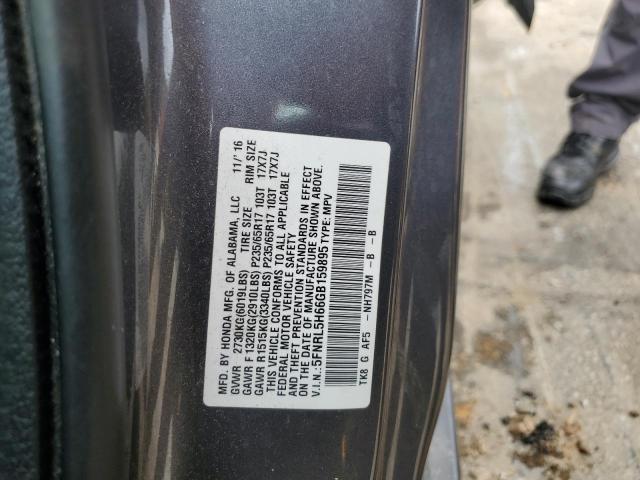 MFD. BY HONDA MFG. OF ALABAMA, LLC 11/'16
GVWR 2730KG(6019LBS) TIRE SIZE RIM SIZE
GAWR F 1320KG(2910LBS) P235/65R17 103T 17X7J
GAWR R 1515KG(3340LBS) P235/65R17 103T 17X7J
THIS VEHICLE CONFORMS TO ALL APPLICABLE
FEDERAL MOTOR VEHICLE SAFETY
AND THEFT PREVENTION STANDARDS IN EFFECT
ON THE DATE OF MANUFACTURE SHOWN ABOVE.
V.I.N.: 5FNRL5H66GB159895 TYPE: MPV
TK8 G AF5 -NH797M -B -B